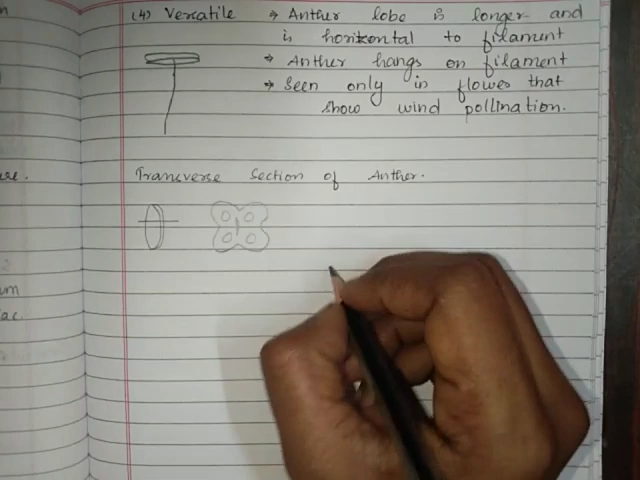 (4) Versatile → Anther lobe is longer and
is horizontal to filament
→ Anther hangs on filament
→ Seen only in flowes that
show wind pollination.
Transverse Section of Anther.